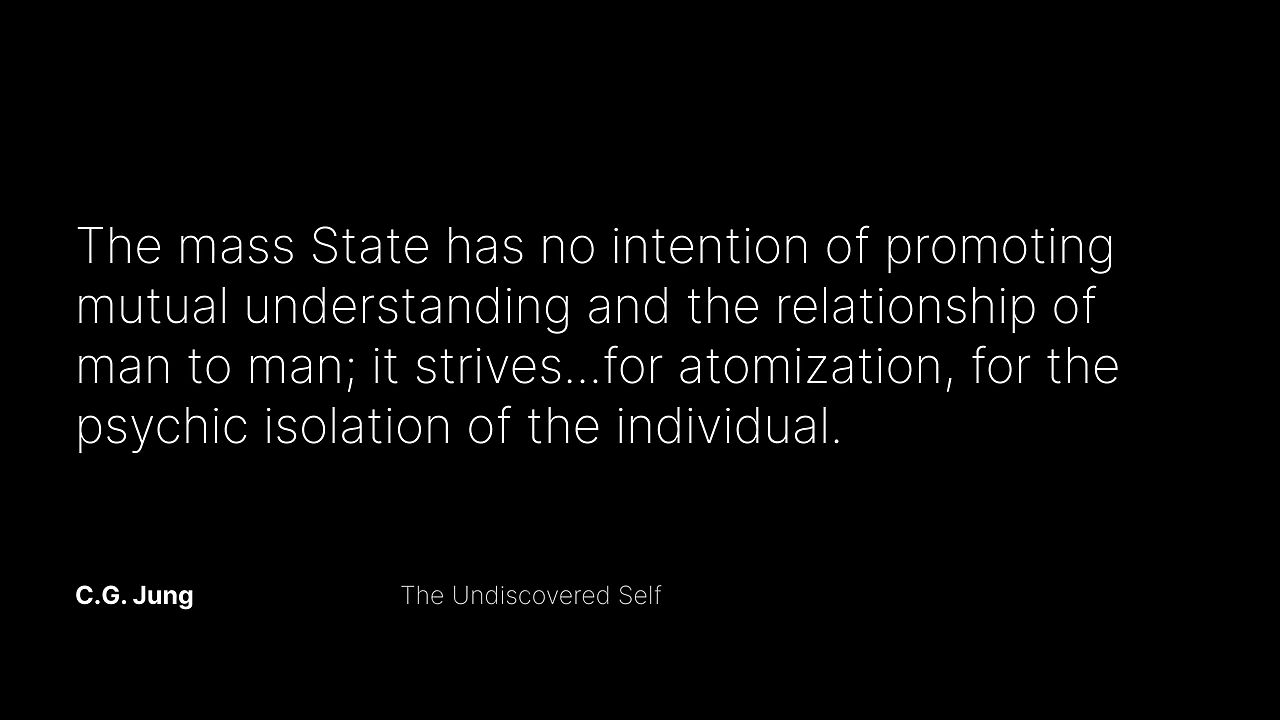 The mass State has no intention of promoting
mutual understanding and the relationship of
man to man; it strives...for atomization, for the
psychic isolation of the individual.
C.G. Jung
The Undiscovered Self